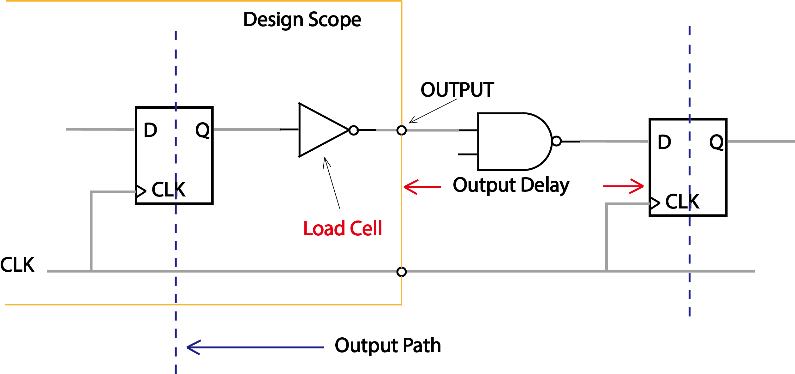 Design Scope
OUTPUT
D Q
CLK
D Q
CLK
Output Delay
Load Cell
CLK
Output Path